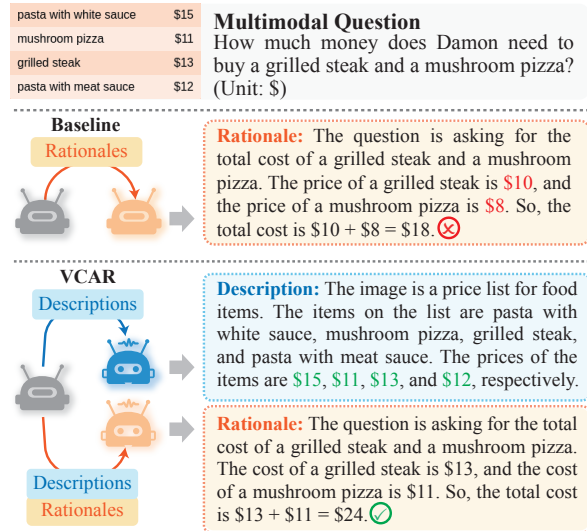 pasta with white sauce $15
mushroom pizza $11
grilled steak $13
pasta with meat sauce $12
Multimodal Question
How much money does Damon need to
buy a grilled steak and a mushroom pizza?
(Unit: $)
Baseline
Rationales
Rationale: The question is asking for the
total cost of a grilled steak and a mushroom
pizza. The price of a grilled steak is $10, and
the price of a mushroom pizza is $8. So, the
total cost is $10 + $8 = $18.
VCAR
Descriptions
Description: The image is a price list for food
items. The items on the list are pasta with
white sauce, mushroom pizza, grilled steak,
and pasta with meat sauce. The prices of the
items are $15, $11, $13, and $12, respectively.
Descriptions
Rationales
Rationale: The question is asking for the total
cost of a grilled steak and a mushroom pizza.
The cost of a grilled steak is $13, and the cost
of a mushroom pizza is $11. So, the total cost
is $13 + $11 = $24.